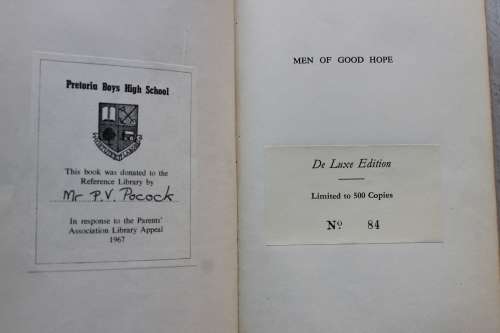 Pretoria Boys High School
This book was donated to the
Reference Library by
Mr P. V. Pocock
In response to the Parents'
Association Library Appeal
1967
MEN OF GOOD HOPE
De Luxe Edition
Limited to 500 Copies
No. 84